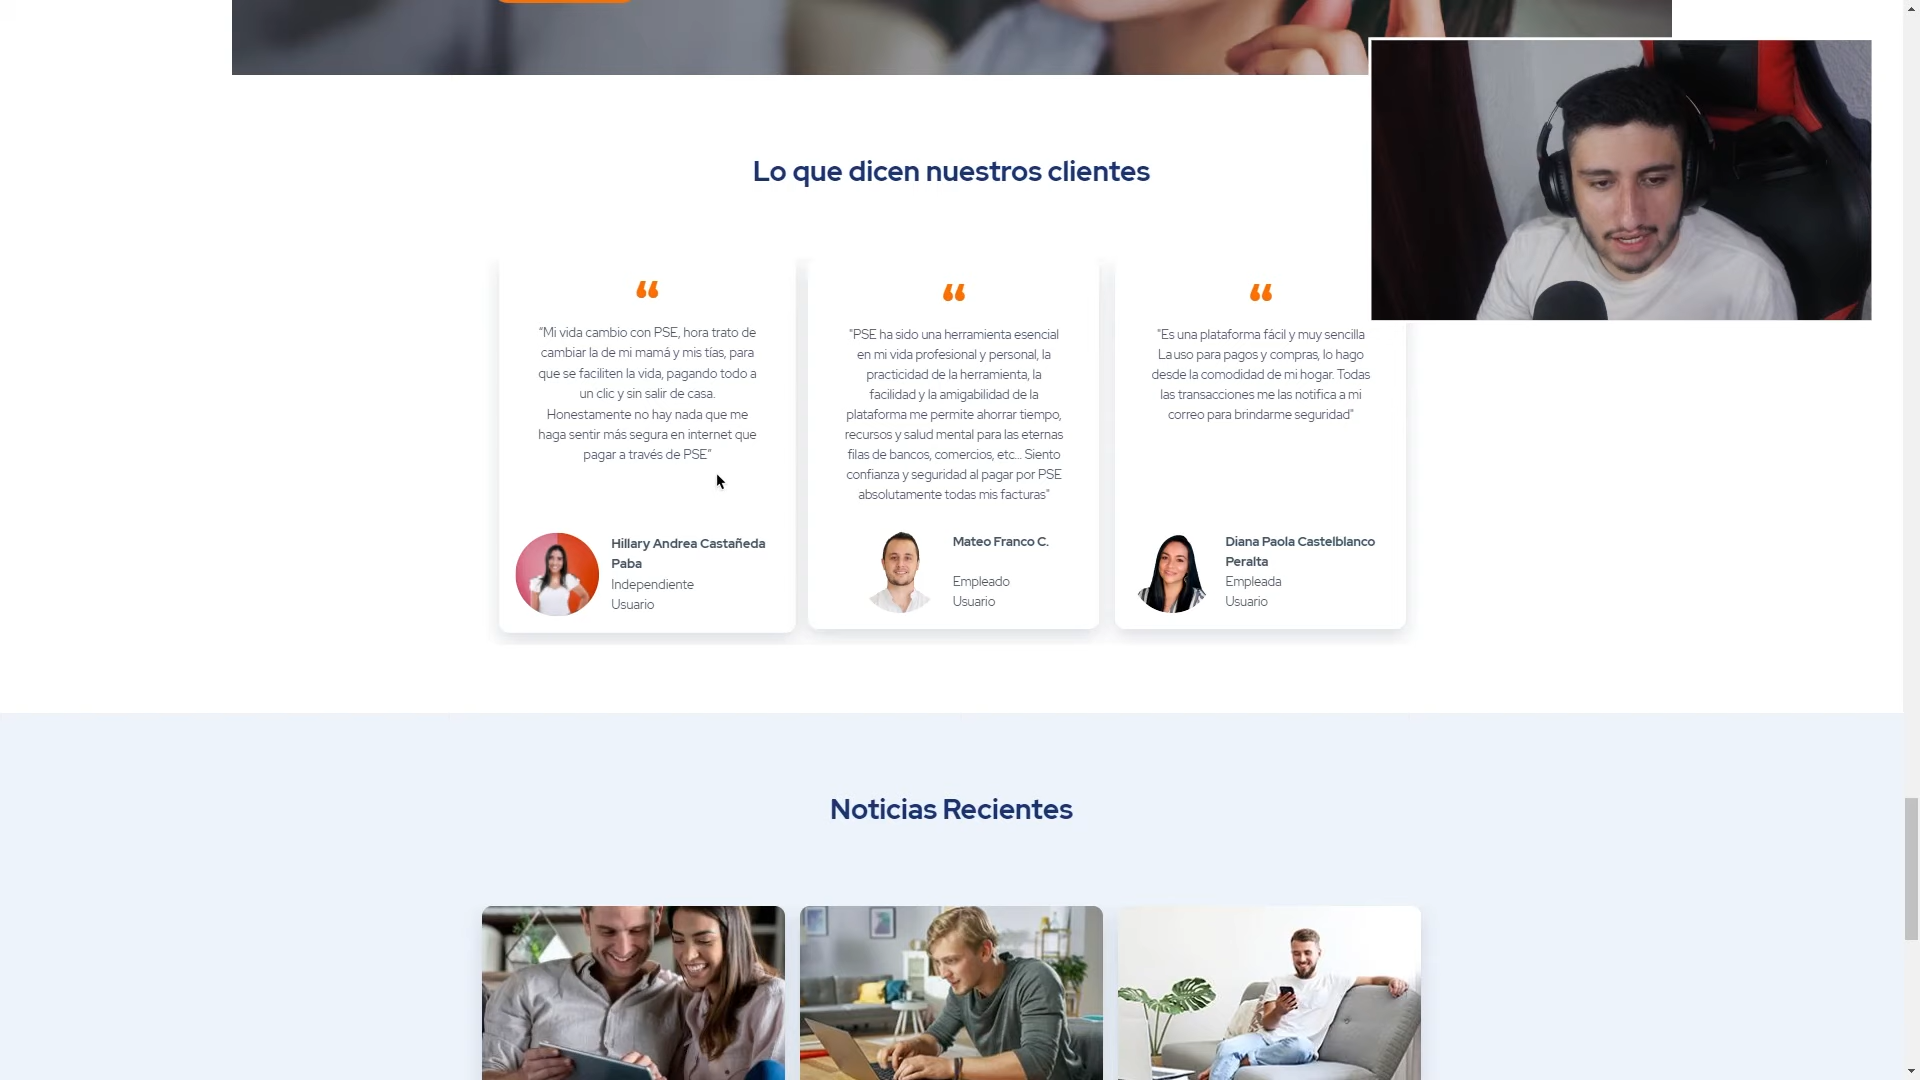 Lo que dicen nuestros clientes
“Mi vida cambio con PSE, hora trato de
cambiar la de mi mamá y mis tías, para
que se faciliten la vida, pagando todo a
un clic y sin salir de casa.
Honestamente no hay nada que me
haga sentir más segura en internet que
pagar a través de PSE”
Hillary Andrea Castañeda
Paba
Independiente
Usuario
"PSE ha sido una herramienta esencial
en mi vida profesional y personal, la
practicidad de la herramienta, la
facilidad y la amigabilidad de la
plataforma me permite ahorrar tiempo,
recursos y salud mental para las eternas
filas de bancos, comercios, etc... Siento
confianza y seguridad al pagar por PSE
absolutamente todas mis facturas"
Mateo Franco C.
Empleado
Usuario
"Es una plataforma fácil y muy sencilla
La uso para pagos y compras, lo hago
desde la comodidad de mi hogar. Todas
las transacciones me las notifica a mi
correo para brindarme seguridad"
Diana Paola Castelblanco
Peralta
Empleada
Usuario
Noticias Recientes